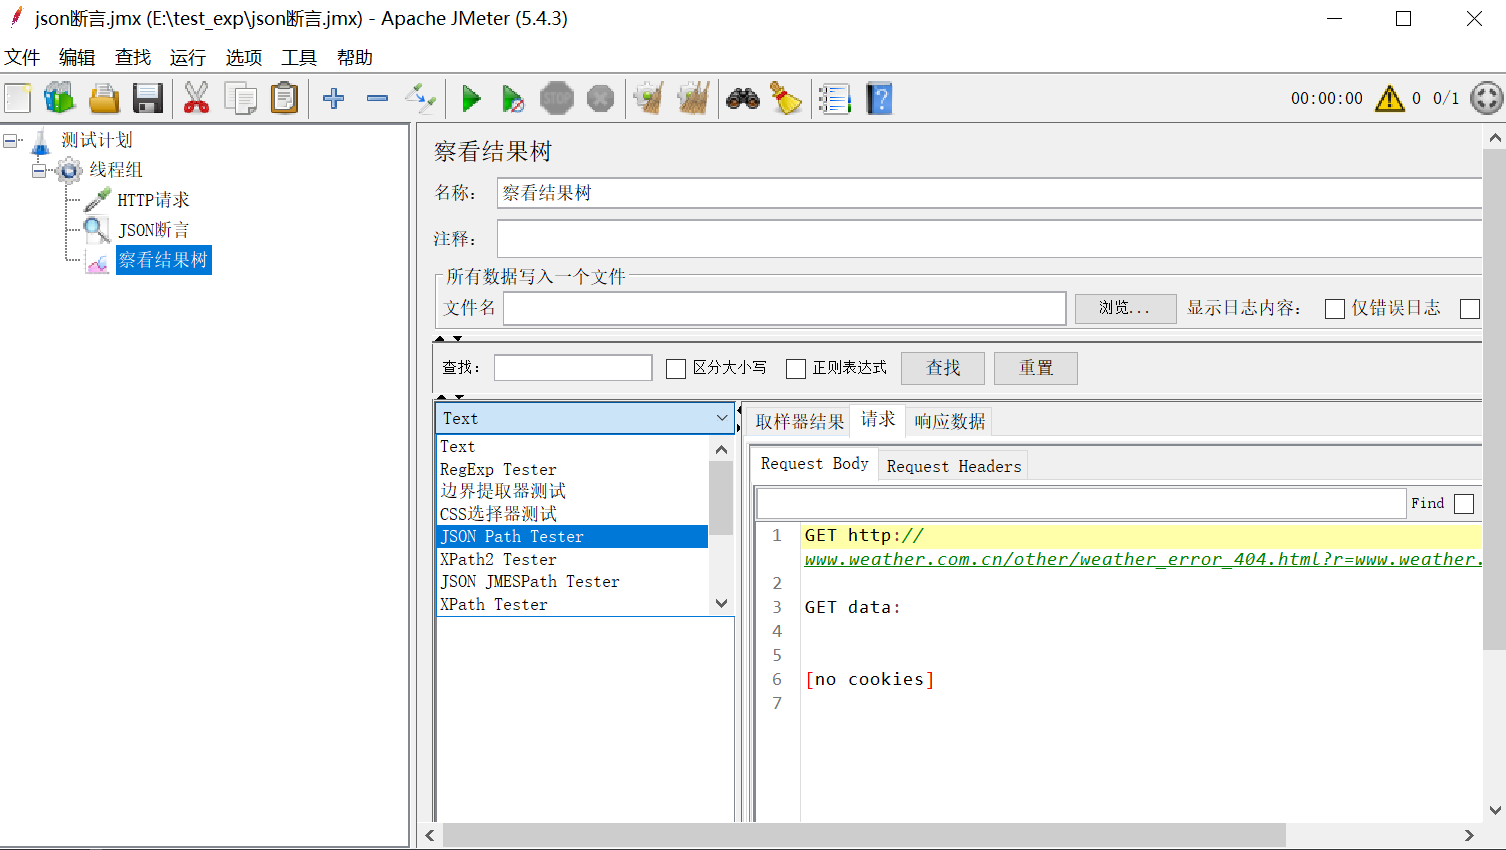 json断言.jmx (E:\test_exp\json断言.jmx) - Apache JMeter (5.4.3)
文件 编辑 查找 运行 选项 工具 帮助
STOP
00:00:00 0 0/1
测试计划
线程组
HTTP请求
JSON断言
察看结果树
察看结果树
名称： 察看结果树
注释：
所有数据写入一个文件
文件名 浏览... 显示日志内容： 仅错误日志
查找： 区分大小写 正则表达式 查找 重置
Text
Text
RegExp Tester
边界提取器测试
CSS选择器测试
JSON Path Tester
XPath2 Tester
JSON JMESPath Tester
XPath Tester
取样器结果 请求 响应数据
Request Body Request Headers
Find
1 GET http://
www.weather.com.cn/other/weather_error_404.html?r=www.weather.
2
3 GET data:
4
5
6 [no cookies]
7